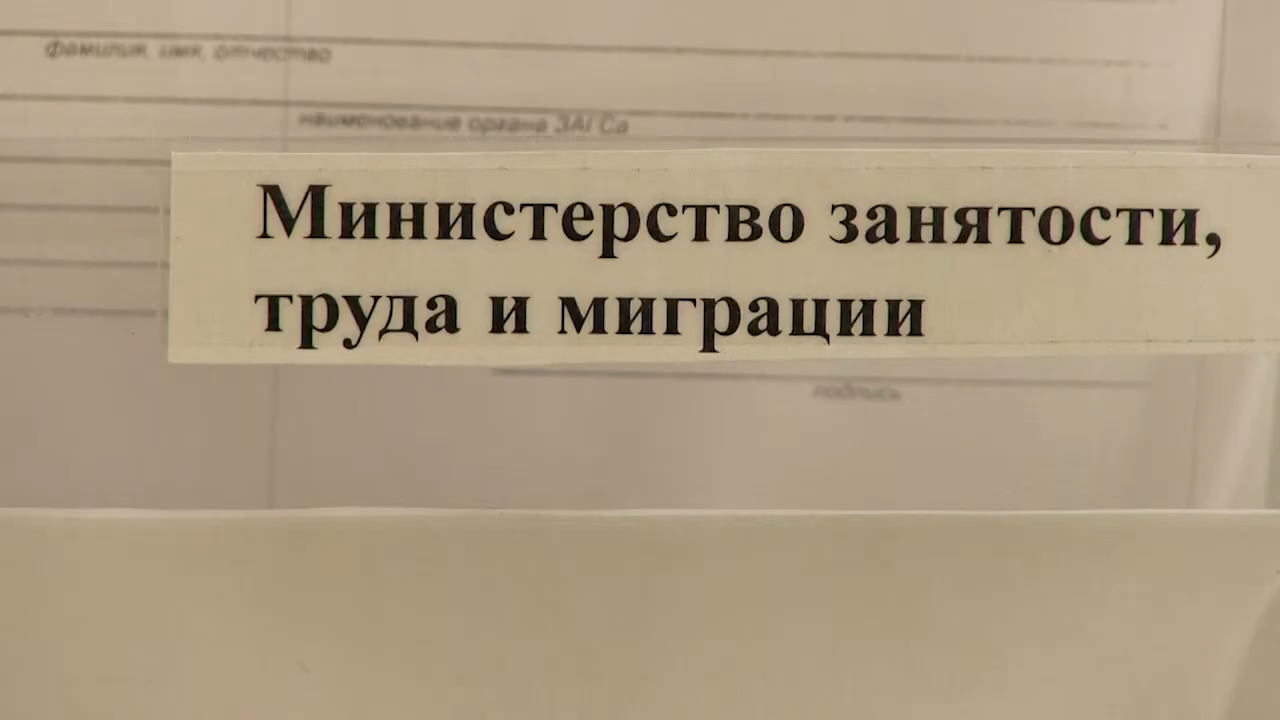 фамилия, имя, отчество
наименование органа ЗАГСа
Министерство занятости,
труда и миграции
подпись